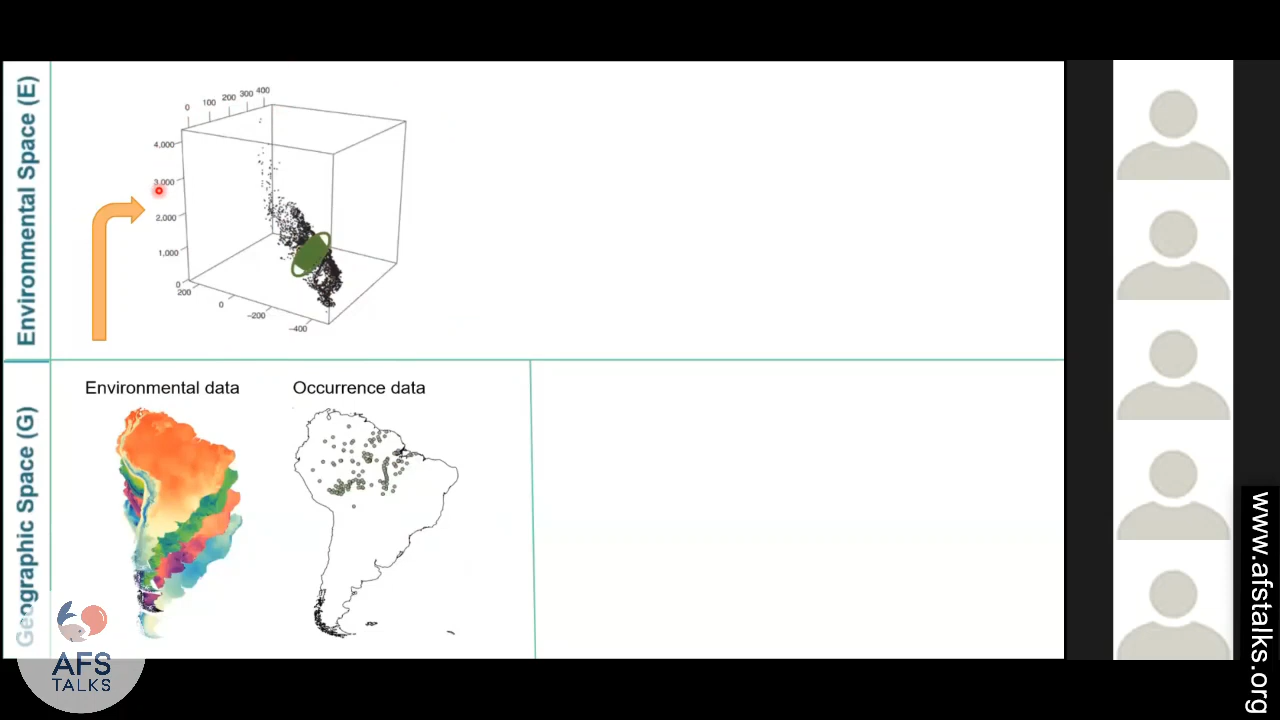 Environmental Space (E)
0 100 200 300 400
4,000
3,000
2,000
1,000
0
200
0
−200
−400
Geographic Space (G)
Environmental data
Occurrence data
AFS
TALKS
www.afstalks.org